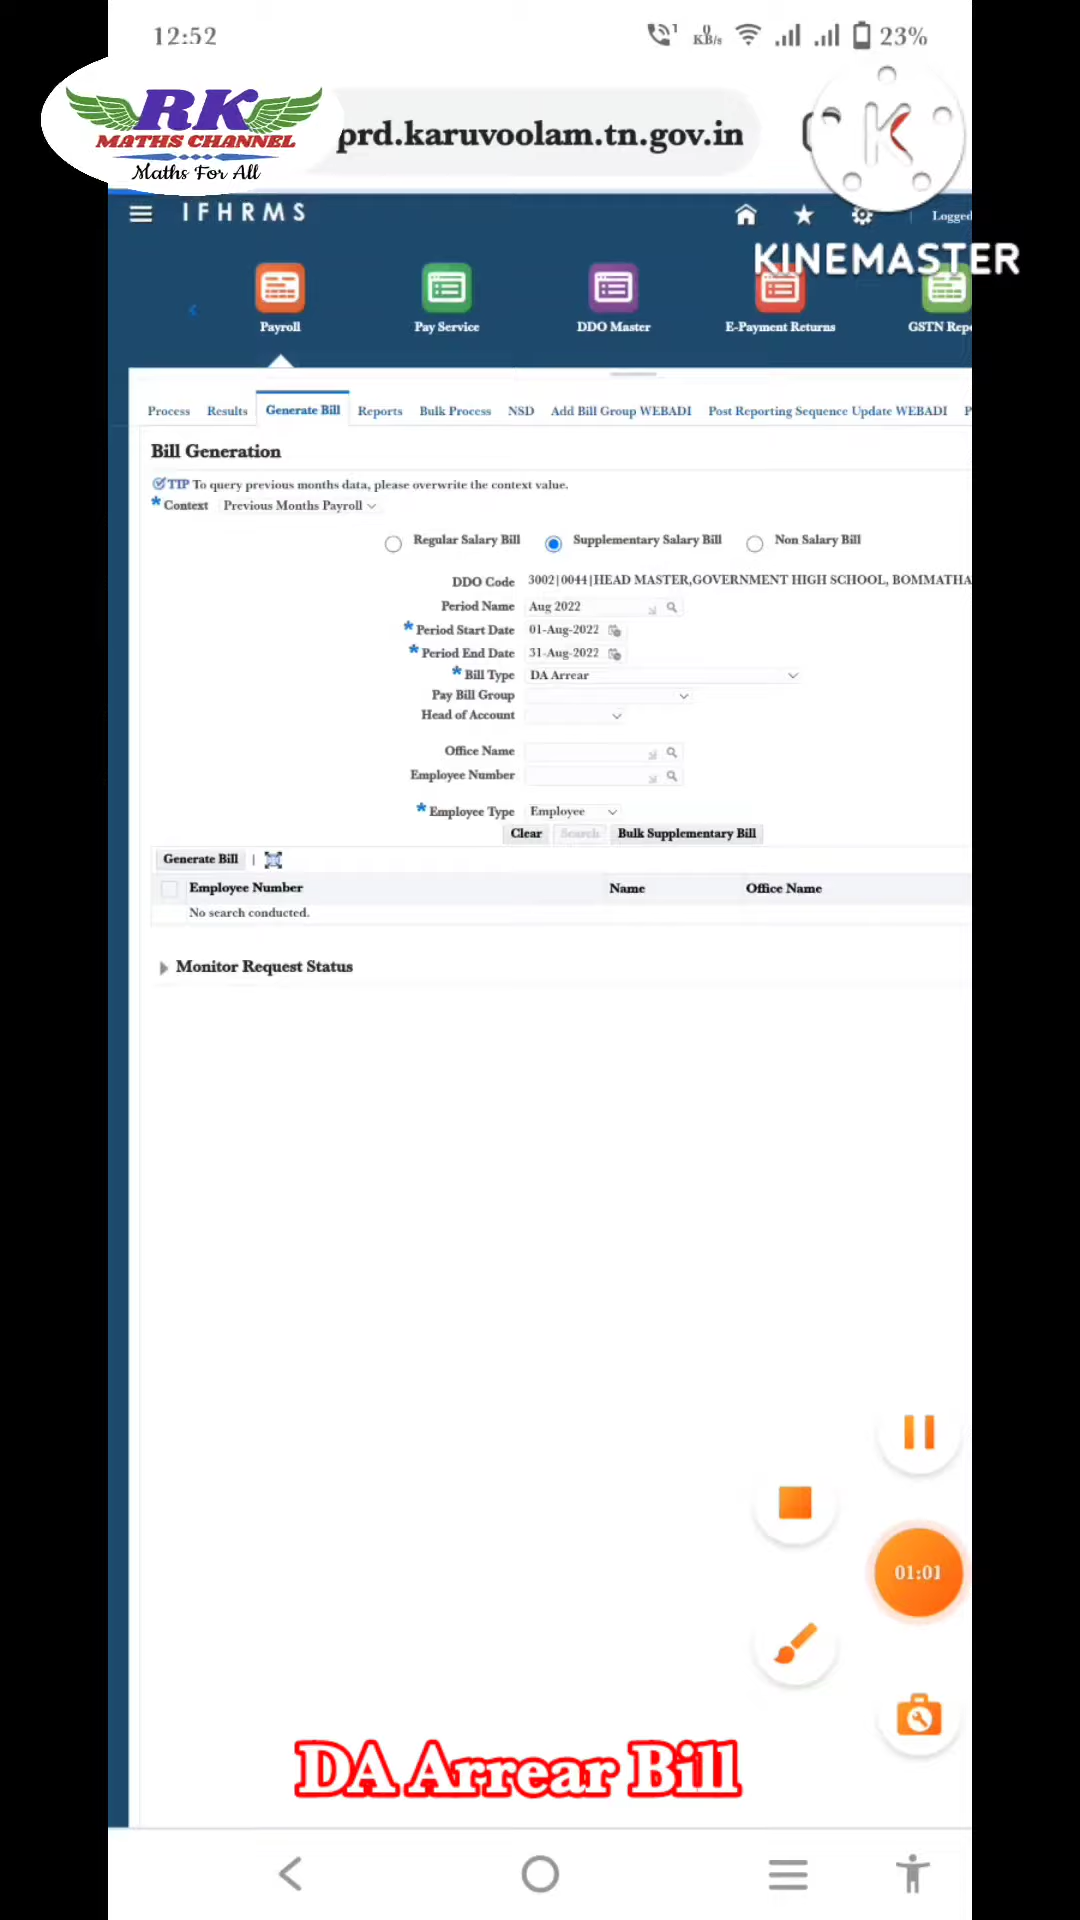 12:52
1
0
KB/s
23%
RK
MATHS CHANNEL
Maths For All
prd.karuvoolam.tn.gov.in
K
KINEMASTER
IFHRMS
Logged
Payroll
Pay Service
DDO Master
E-Payment Returns
GSTN Repo
Process
Results
Generate Bill
Reports
Bulk Process
NSD
Add Bill Group WEBADI
Post Reporting Sequence Update WEBADI
P
Bill Generation
TIP To query previous months data, please overwrite the context value.
* Context Previous Months Payroll
Regular Salary Bill
Supplementary Salary Bill
Non Salary Bill
DDO Code 3002|0044|HEAD MASTER,GOVERNMENT HIGH SCHOOL, BOMMATHA
Period Name Aug 2022
* Period Start Date 01-Aug-2022
* Period End Date 31-Aug-2022
* Bill Type DA Arrear
Pay Bill Group
Head of Account
Office Name
Employee Number
* Employee Type Employee
Clear Search Bulk Supplementary Bill
Generate Bill |
Employee Number Name Office Name
No search conducted.
Monitor Request Status
01:01
DA Arrear Bill